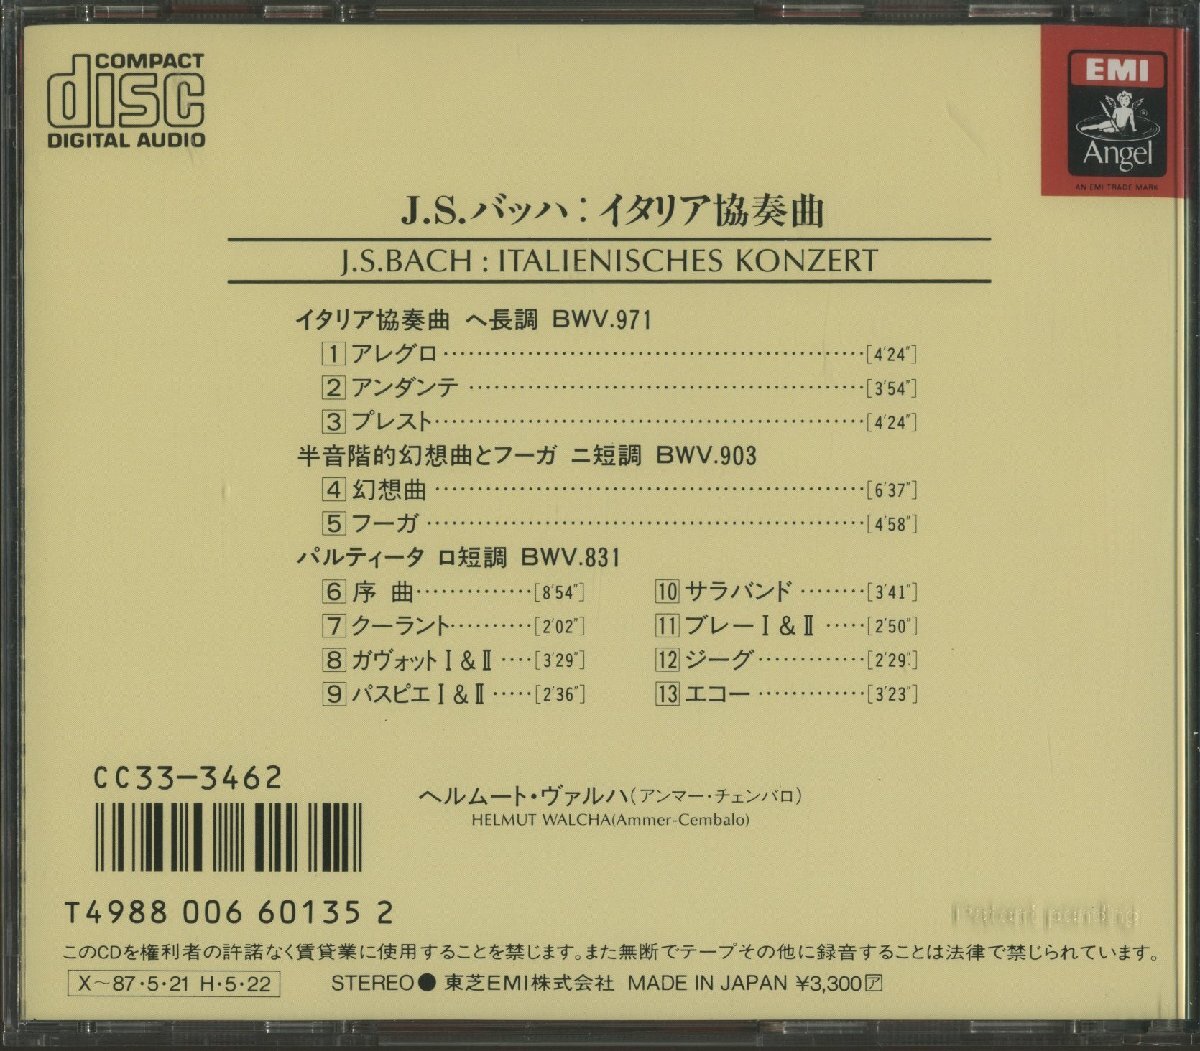 COMPACT
disc
DIGITAL AUDIO
EMI
Angel
AN EMI TRADE MARK
J.S.バッハ：イタリア協奏曲
J.S.BACH : ITALIENISCHES KONZERT
イタリア協奏曲 ヘ長調 BWV.971
1 アレグロ [4′24″]
2 アンダンテ [3′54″]
3 プレスト [4′24″]
半音階的幻想曲とフーガ ニ短調 BWV.903
4 幻想曲 [6′37″]
5 フーガ [4′58″]
パルティータ ロ短調 BWV.831
6 序 曲 [8′54″]
7 クーラント [2′02″]
8 ガヴォットⅠ&Ⅱ [3′29″]
9 パスピエⅠ&Ⅱ [2′36″]
10 サラバンド [3′41″]
11 ブレーⅠ&Ⅱ [2′50″]
12 ジーグ [2′29″]
13 エコー [3′23″]
CC33-3462
ヘルムート・ヴァルハ(アンマー・チェンバロ)
HELMUT WALCHA(Ammer-Cembalo)
T4988 006 60135 2
Patent pending
このCDを権利者の許諾なく賃貸業に使用することを禁じます。また無断でテープその他に録音することは法律で禁じられています。
X～87・5・21 H・5・22
STEREO● 東芝EMI株式会社 MADE IN JAPAN ¥3,300ア